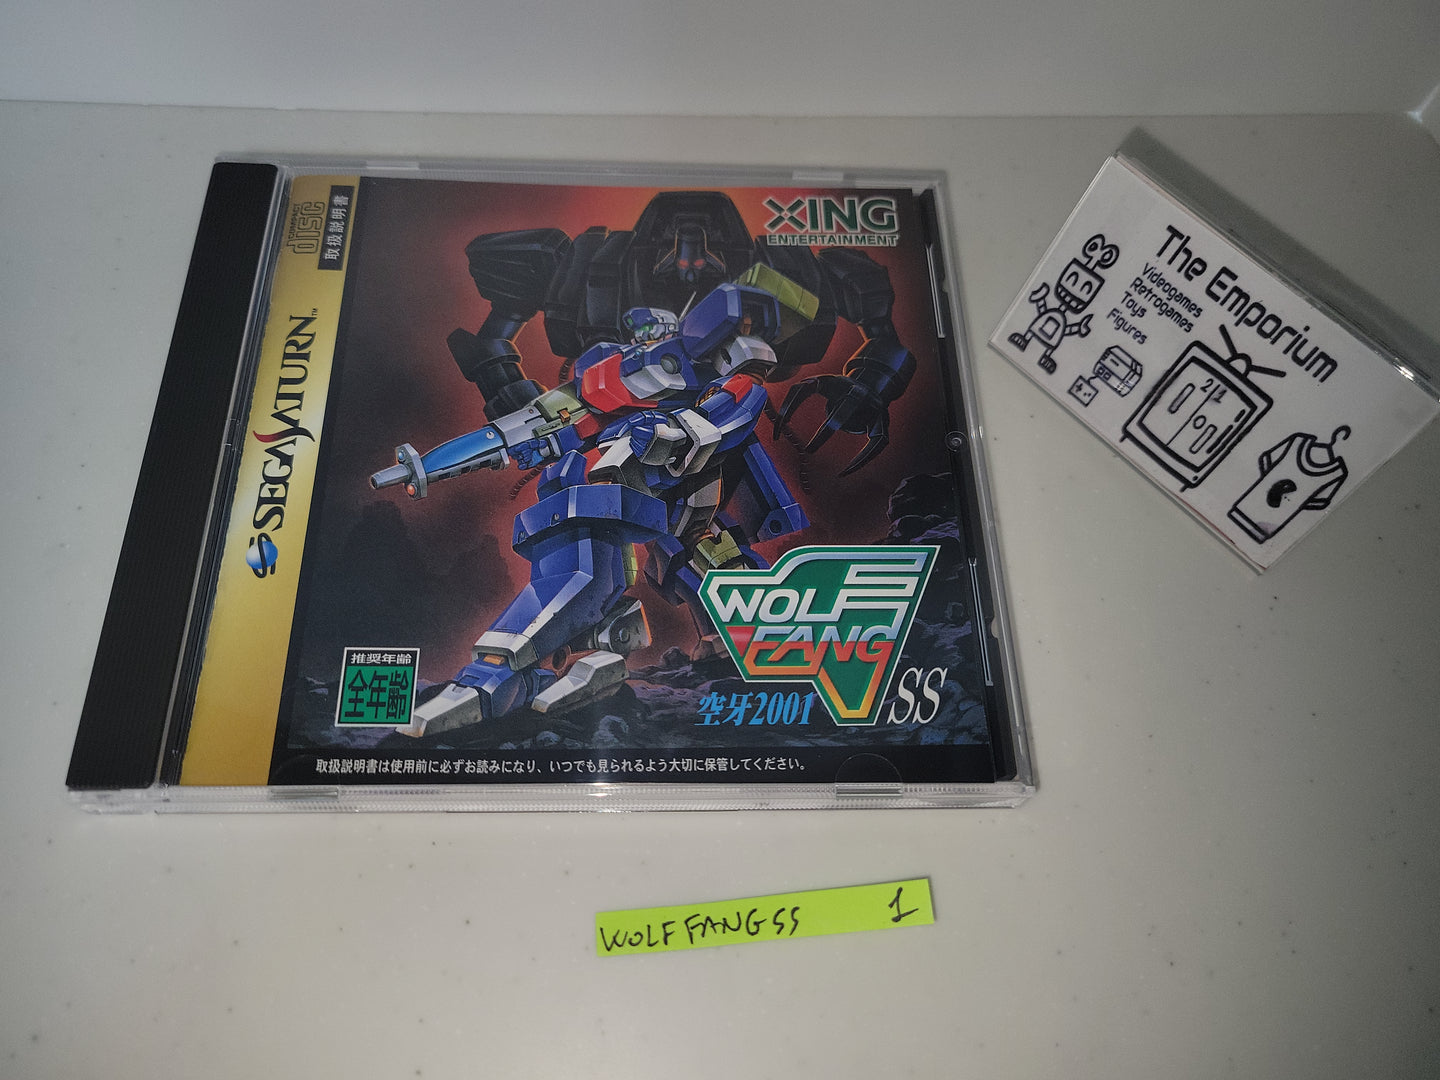 COMPACT
disc
取扱説明書
SEGA SATURN™
XING
ENTERTAINMENT
WOLF
FANG
SS
空牙2001
推奨年齢
全年齢
取扱説明書は使用前に必ずお読みになり、いつでも見られるよう大切に保管してください。
The Emporium
Videogames
Retrogames
Toys
Figures
WOLF FANG SS 1